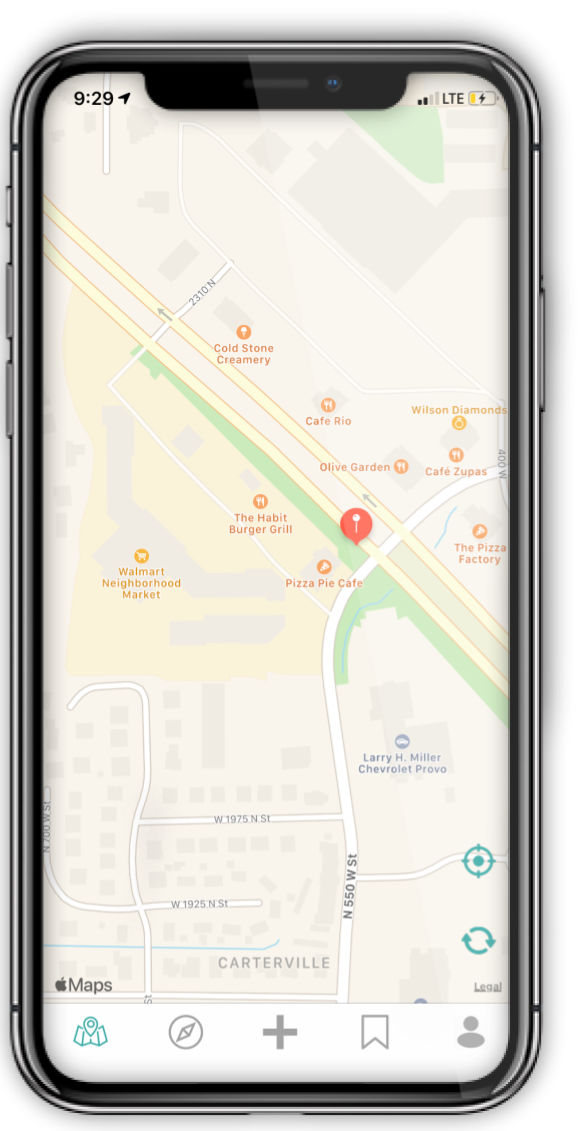 9:29
LTE
2310 N
Cold Stone
Creamery
Cafe Rio
Wilson Diamonds
Olive Garden
Café Zupas
400 W
The Habit
Burger Grill
The Pizza
Factory
Walmart
Neighborhood
Market
Pizza Pie Cafe
Larry H. Miller
Chevrolet Provo
N 700 W St
W 1975 N St
N 550 W St
W 1925 N St
CARTERVILLE
Maps
Legal
St